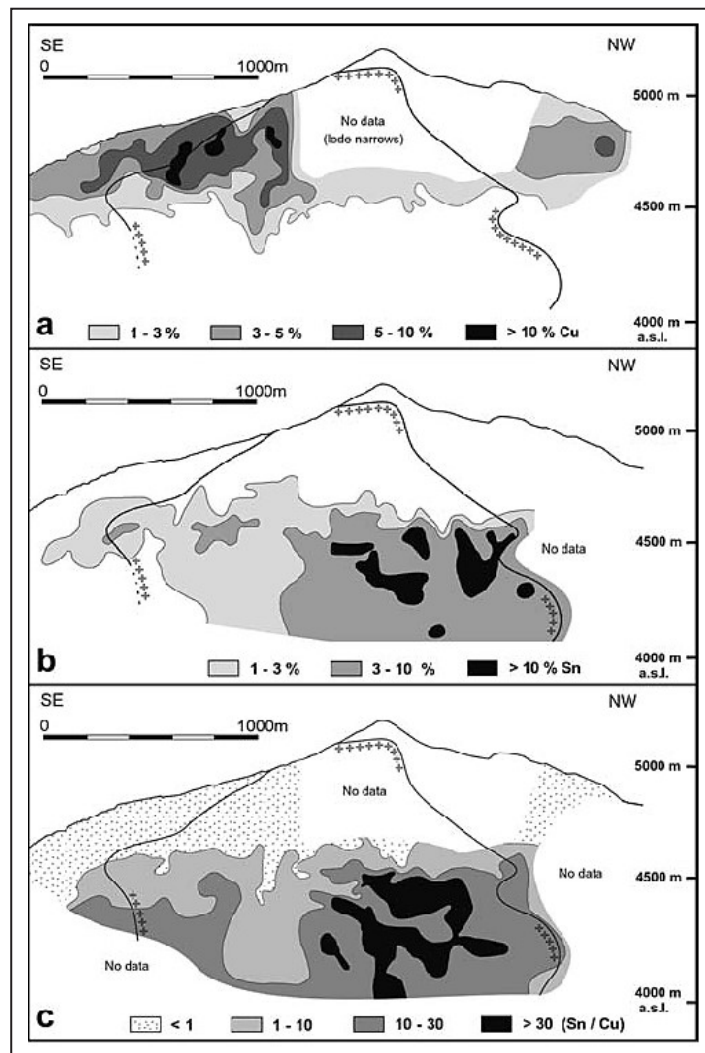 SE NW
0 1000m
5000 m
No data
(lode narrows)
4500 m
4000 m
a.s.l.
a 1 - 3 % 3 - 5 % 5 - 10 % > 10 % Cu
SE NW
0 1000m
5000 m
4500 m
No data
4000 m
a.s.l.
b 1 - 3 % 3 - 10 % > 10 % Sn
SE NW
0 1000m
5000 m
No data
4500 m
No data
No data
4000 m
a.s.l.
c < 1 1 - 10 10 - 30 > 30 (Sn / Cu)